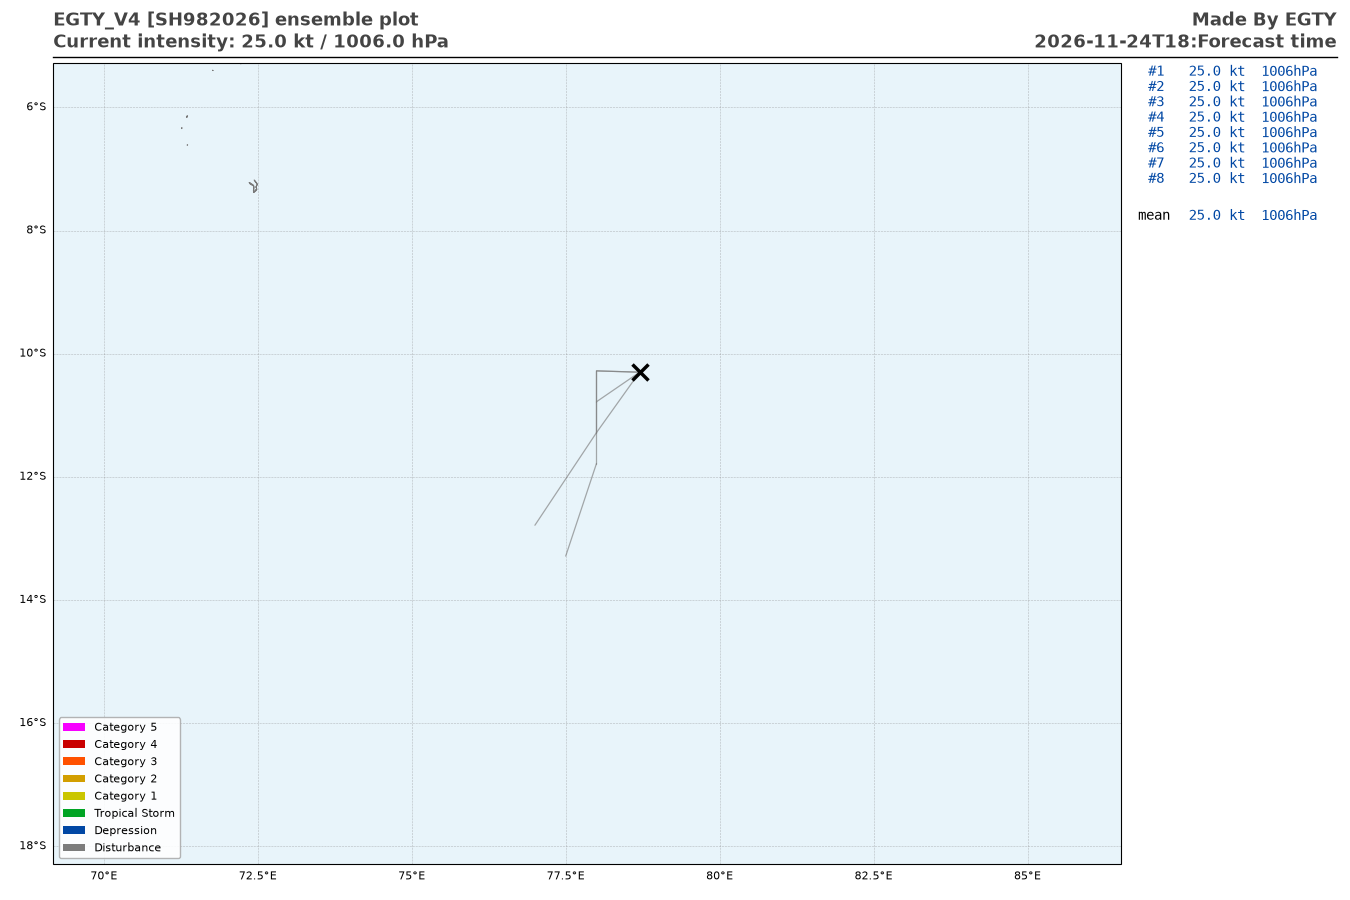 EGTY_V4 [SH982026] ensemble plot
Current intensity: 25.0 kt / 1006.0 hPa
Made By EGTY
2026-11-24T18:Forecast time
#1 25.0 kt 1006hPa
#2 25.0 kt 1006hPa
#3 25.0 kt 1006hPa
#4 25.0 kt 1006hPa
#5 25.0 kt 1006hPa
#6 25.0 kt 1006hPa
#7 25.0 kt 1006hPa
#8 25.0 kt 1006hPa
mean 25.0 kt 1006hPa
6°S
8°S
10°S
12°S
14°S
16°S
18°S
Category 5
Category 4
Category 3
Category 2
Category 1
Tropical Storm
Depression
Disturbance
70°E 72.5°E 75°E 77.5°E 80°E 82.5°E 85°E